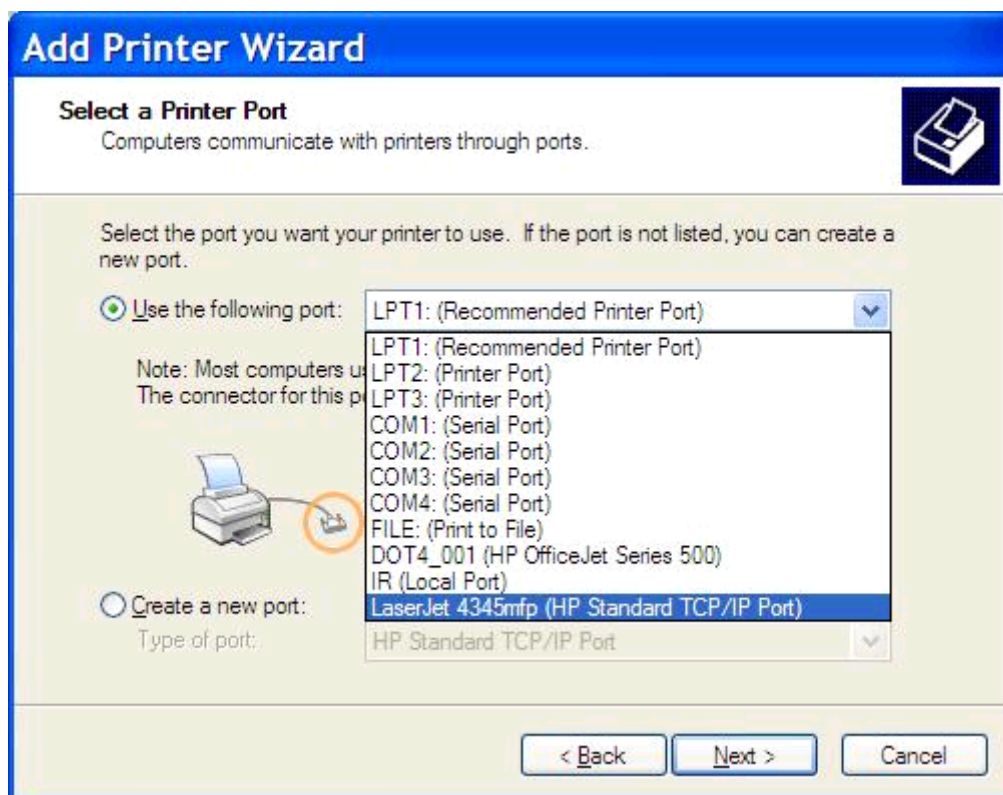 Add Printer Wizard
Select a Printer Port
Computers communicate with printers through ports.
Select the port you want your printer to use. If the port is not listed, you can create a
new port.
Use the following port: LPT1: (Recommended Printer Port)
LPT1: (Recommended Printer Port)
Note: Most computers
LPT2: (Printer Port)
The connector for this
LPT3: (Printer Port)
COM1: (Serial Port)
COM2: (Serial Port)
COM3: (Serial Port)
COM4: (Serial Port)
FILE: (Print to File)
DOT4_001 (HP OfficeJet Series 500)
IR (Local Port)
Create a new port:
LaserJet 4345mfp (HP Standard TCP/IP Port)
Type of port: HP Standard TCP/IP Port
< Back Next > Cancel